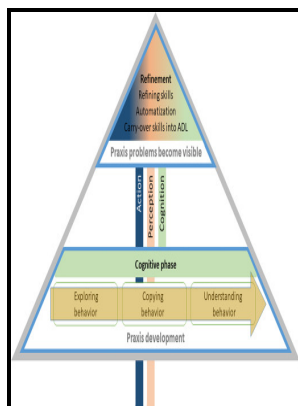 Refinement
Refining skills
Automatization
Carry-over skills into ADL
Praxis problems become visible
Action
Perception
Cognition
Cognitive phase
Exploring
behavior
Copying
behavior
Understanding
behavior
Praxis development